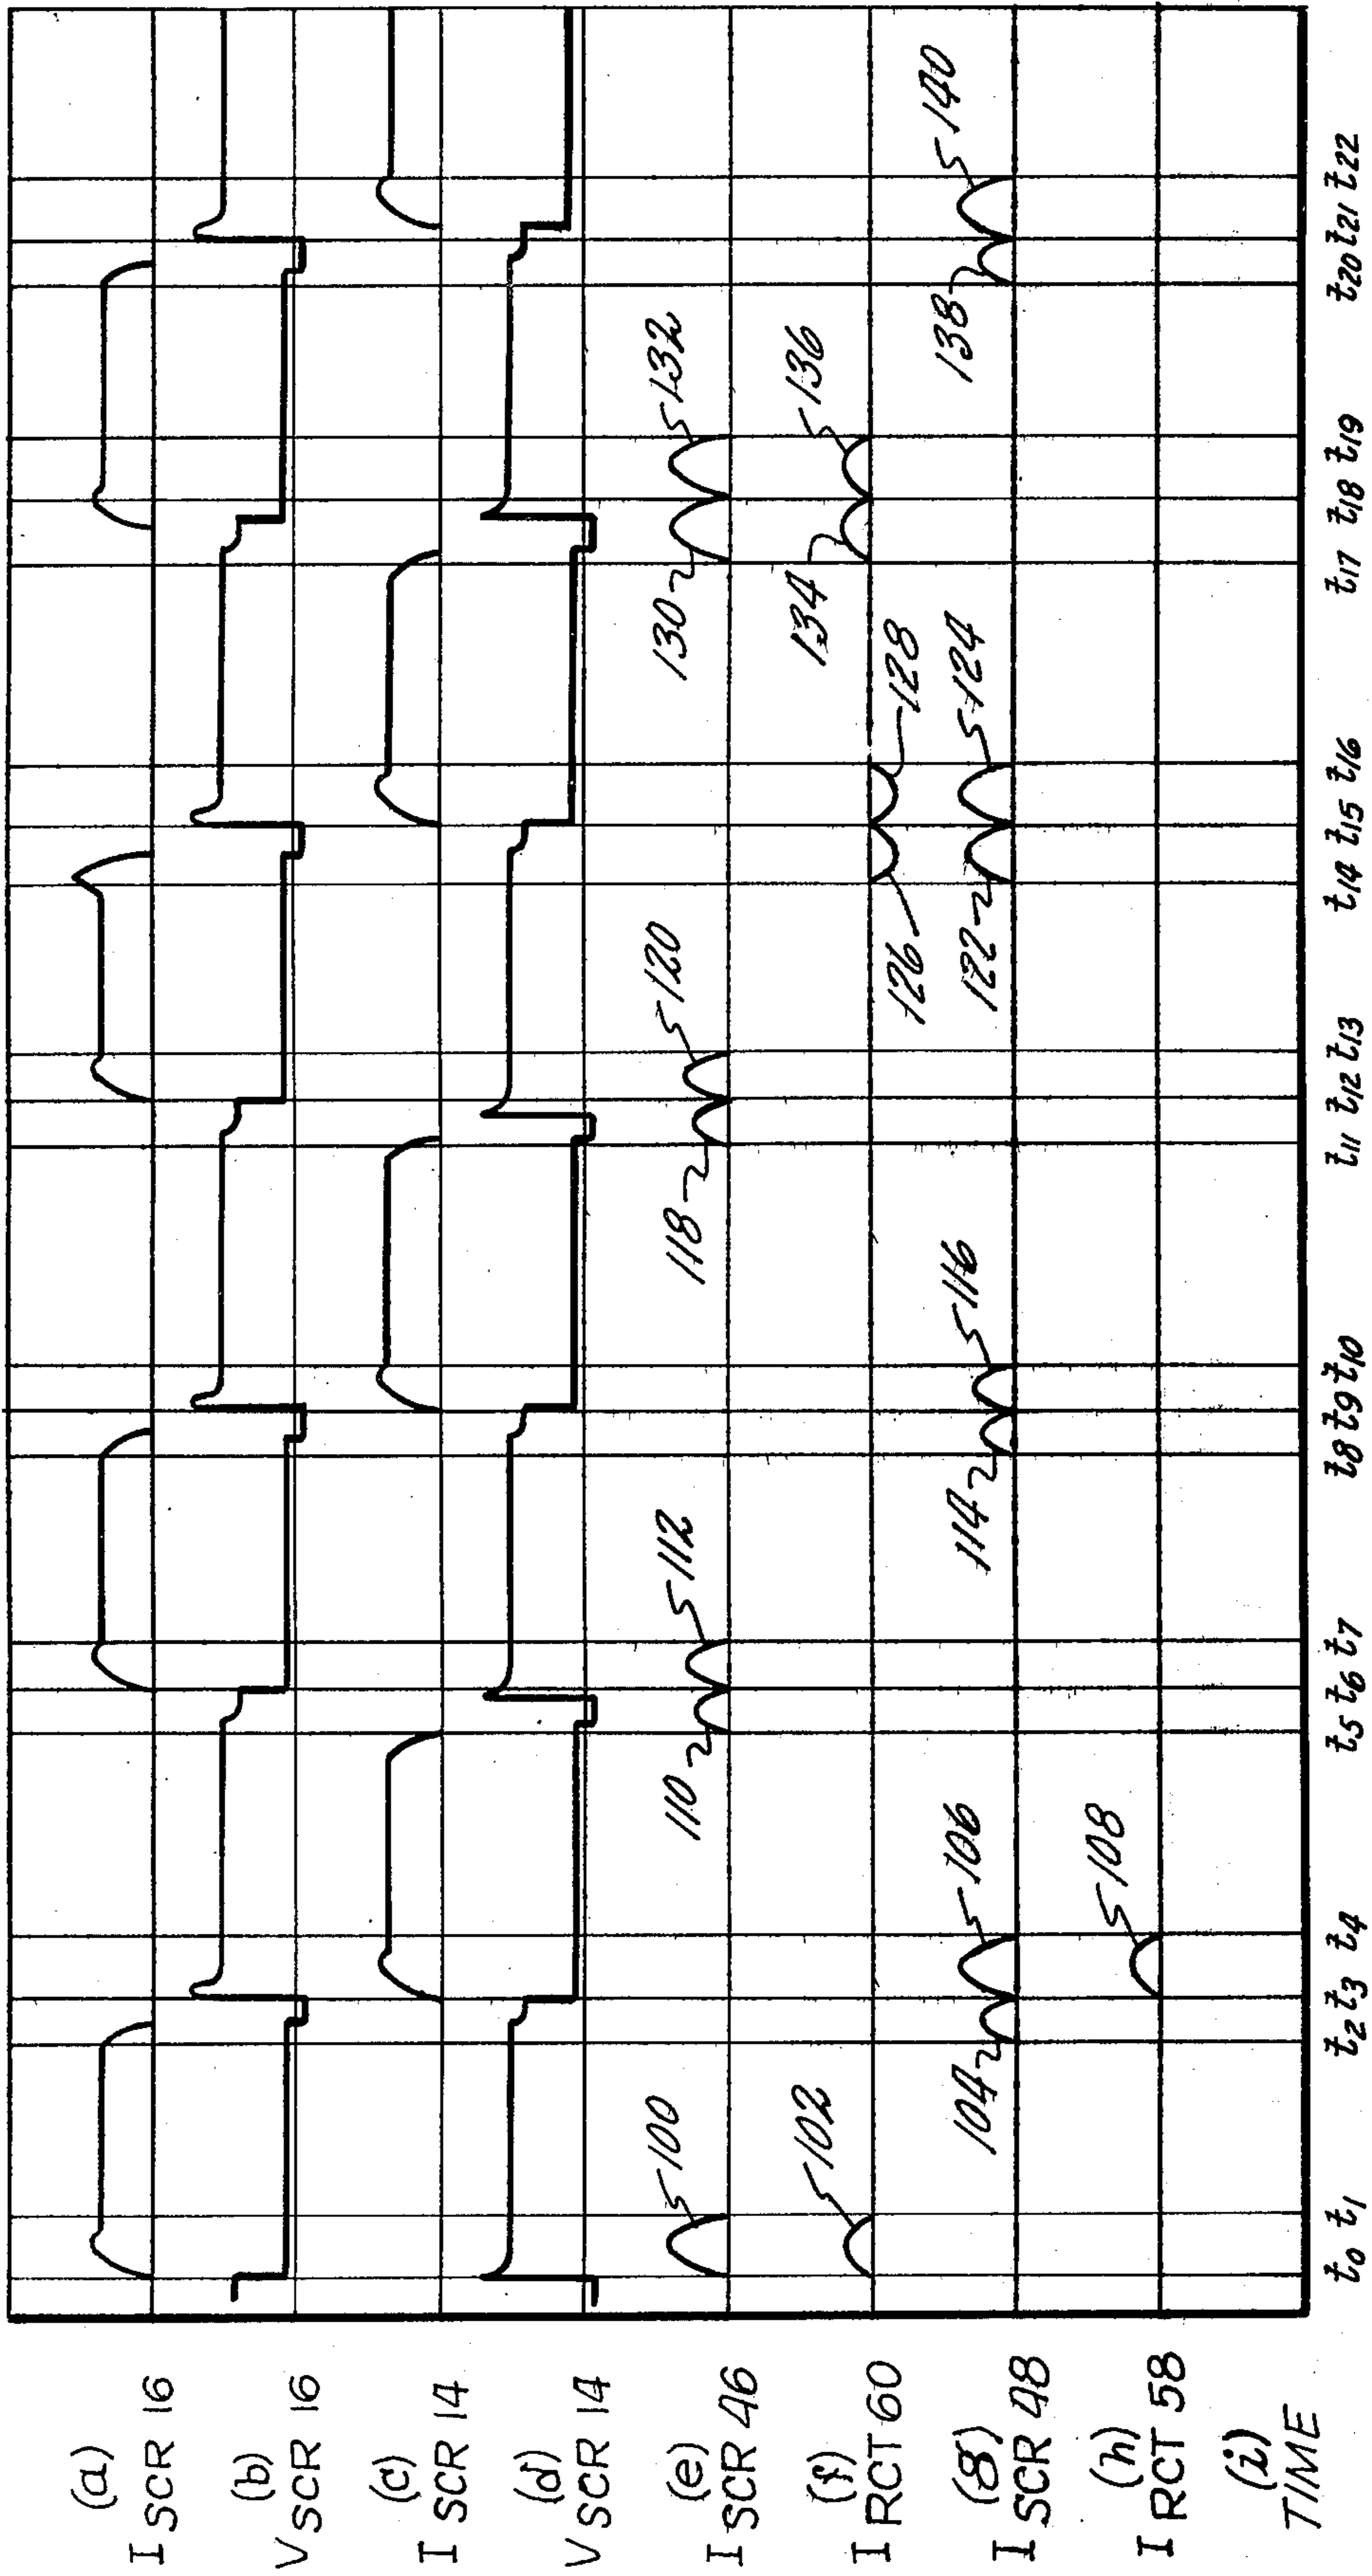 (a)
I SCR 16
(b)
V SCR 16
(c)
I SCR 14
(d)
V SCR 14
(e)
I SCR 46
100
110
112
118
120
130
132
(f)
I RCT 60
102
126
128
134
136
(g)
I SCR 48
104
106
114
116
122
124
138
140
(h)
I RCT 58
108
(i)
TIME
t0 t1 t2 t3 t4 t5 t6 t7 t8 t9 t10 t11 t12 t13 t14 t15 t16 t17 t18 t19 t20 t21 t22